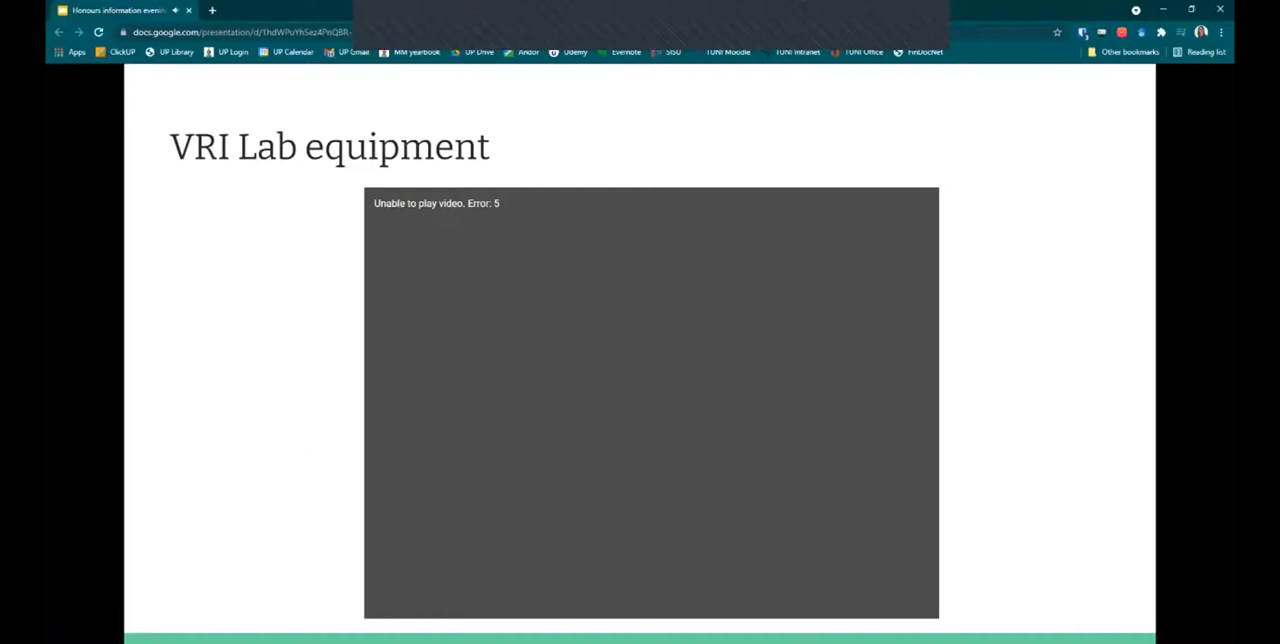 Honours information evenin
docs.google.com/presentation/d/1hdWPuYhSez4PnQBR-
Apps ClickUP UP Library UP Login UP Calendar UP Gmail MM yearbook UP Drive Andor Udemy Evernote SISU TUNI Moodle TUNI Intranet TUNI Office FinDocNet Other bookmarks Reading list
VRI Lab equipment
Unable to play video. Error: 5